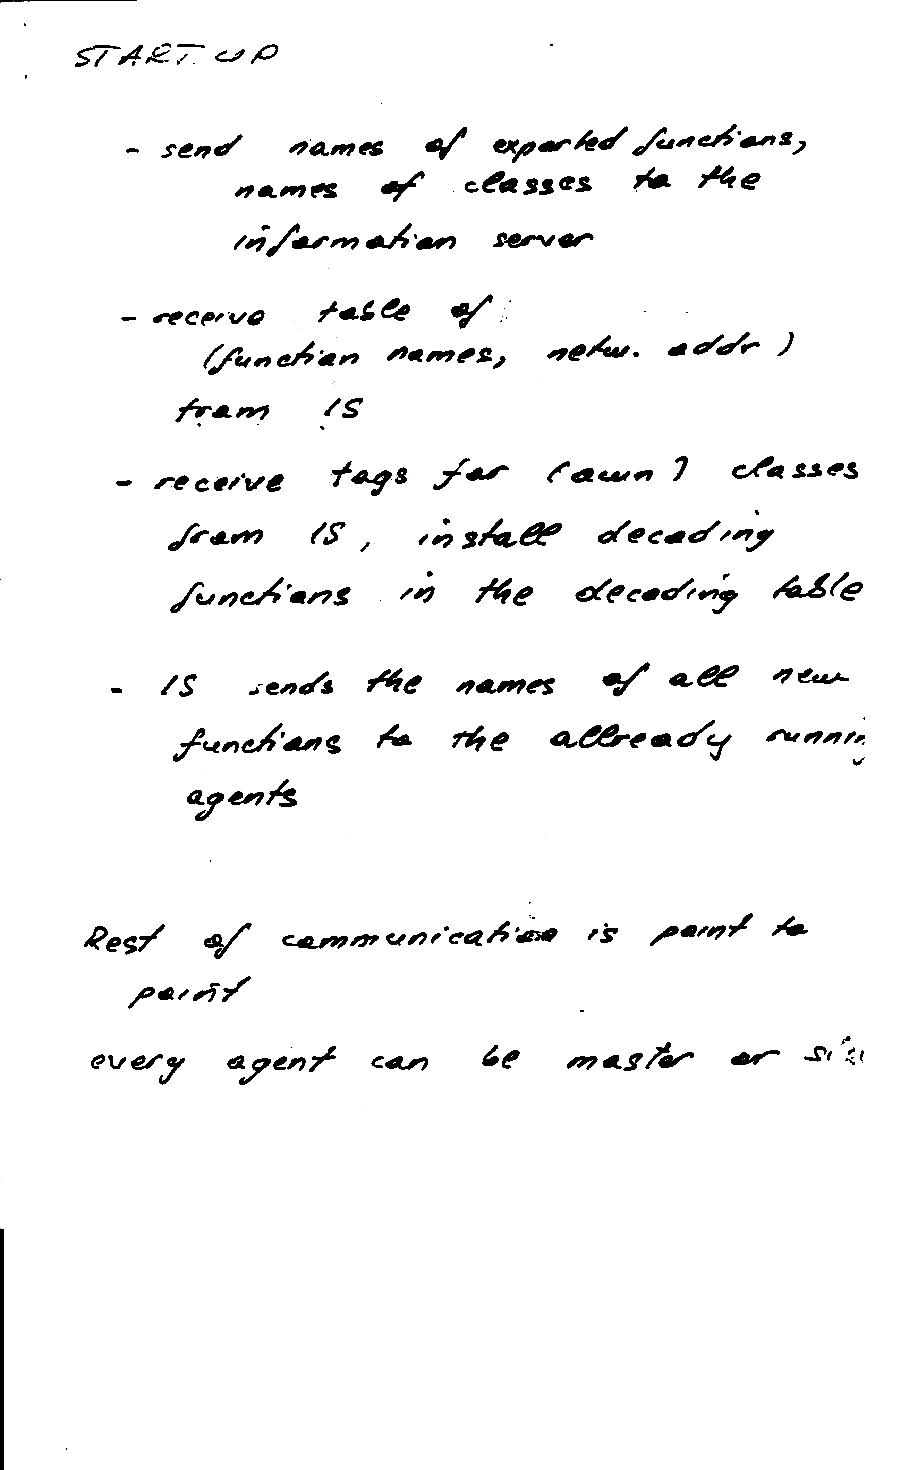 START UP
- send names of exported functions,
names of classes to the
information server
- receive table of
(function names, netw. addr )
from IS
- receive tags for (own) classes
from IS, install decoding
functions in the decoding table
- IS sends the names of all new
functions to the allready running
agents
Rest of communication is point to
point
every agent can be master or